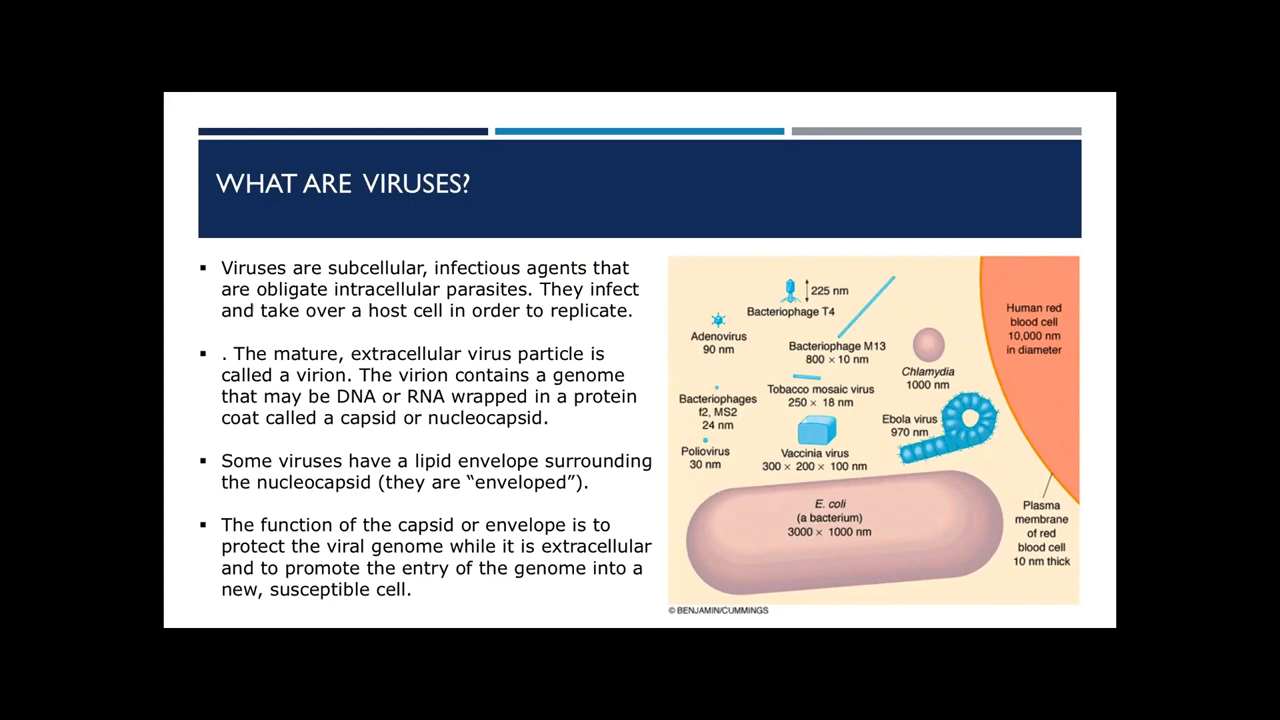 WHAT ARE VIRUSES?
▪ Viruses are subcellular, infectious agents that
are obligate intracellular parasites. They infect
and take over a host cell in order to replicate.
▪ . The mature, extracellular virus particle is
called a virion. The virion contains a genome
that may be DNA or RNA wrapped in a protein
coat called a capsid or nucleocapsid.
▪ Some viruses have a lipid envelope surrounding
the nucleocapsid (they are “enveloped”).
▪ The function of the capsid or envelope is to
protect the viral genome while it is extracellular
and to promote the entry of the genome into a
new, susceptible cell.
225 nm
Bacteriophage T4
Adenovirus
90 nm
Bacteriophage M13
800 × 10 nm
Human red
blood cell
10,000 nm
in diameter
Chlamydia
1000 nm
Tobacco mosaic virus
250 × 18 nm
Bacteriophages
f2, MS2
24 nm
Ebola virus
970 nm
Poliovirus
30 nm
Vaccinia virus
300 × 200 × 100 nm
E. coli
(a bacterium)
3000 × 1000 nm
Plasma
membrane
of red
blood cell
10 nm thick
© BENJAMIN/CUMMINGS